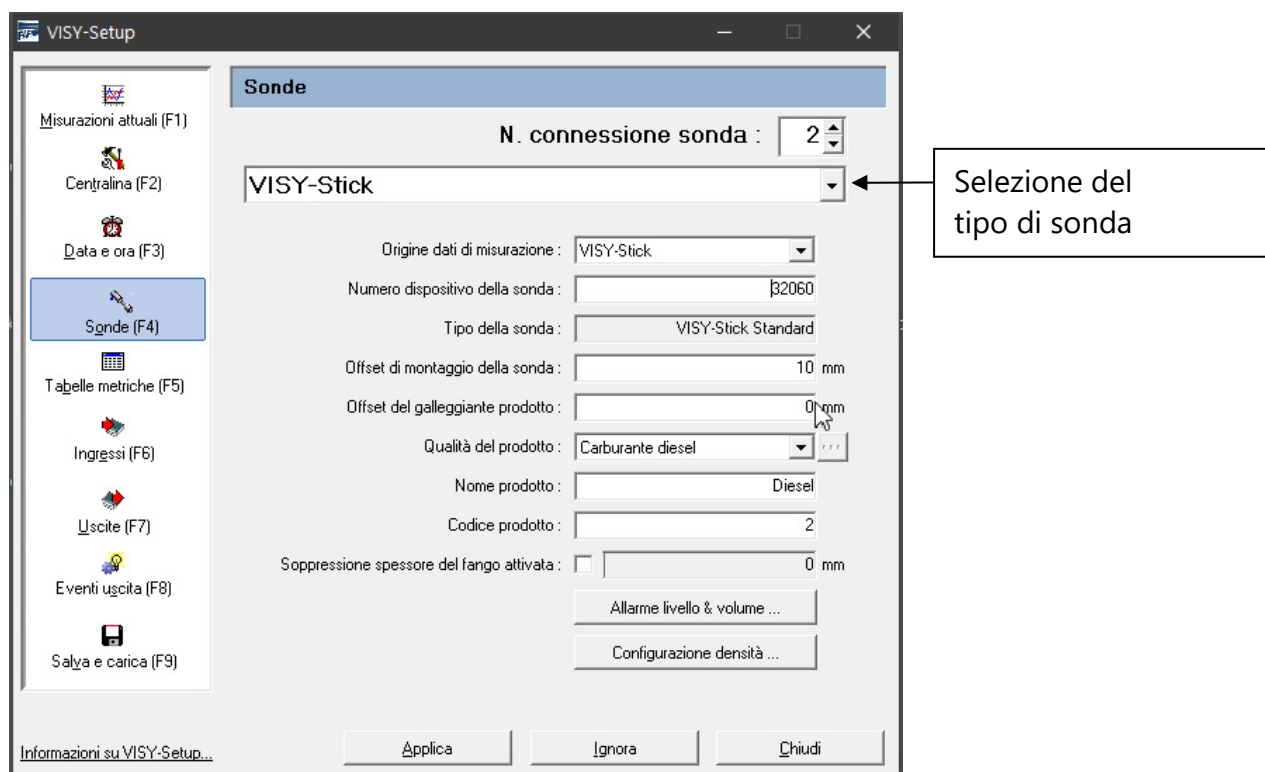 VISY-Setup
Misurazioni attuali (F1)
Centralina (F2)
Data e ora (F3)
Sonde (F4)
Tabelle metriche (F5)
Ingressi (F6)
Uscite (F7)
Eventi uscita (F8)
Salva e carica (F9)
Informazioni su VISY-Setup...
Sonde
N. connessione sonda : 2
VISY-Stick
Origine dati di misurazione : VISY-Stick
Numero dispositivo della sonda : 32060
Tipo della sonda : VISY-Stick Standard
Offset di montaggio della sonda : 10 mm
Offset del galleggiante prodotto : 0 mm
Qualità del prodotto : Carburante diesel ...
Nome prodotto : Diesel
Codice prodotto : 2
Soppressione spessore del fango attivata : 0 mm
Allarme livello & volume ...
Configurazione densità ...
Applica Ignora Chiudi
Selezione del
tipo di sonda